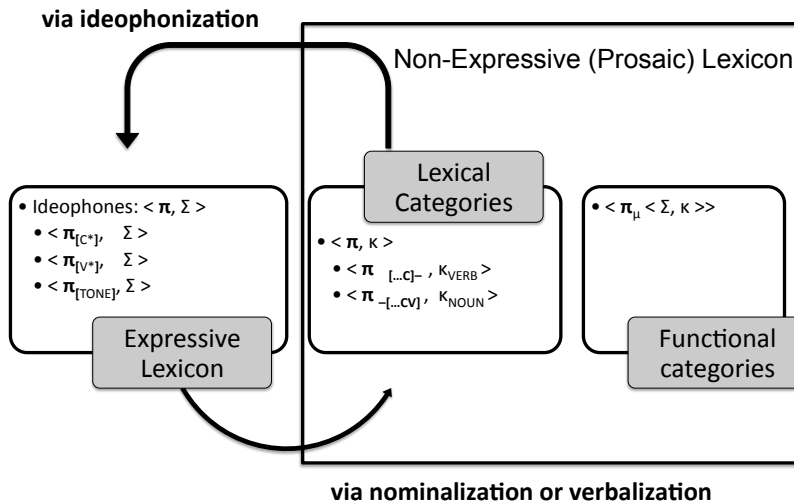 via ideophonization
Non-Expressive (Prosaic) Lexicon
• Ideophones: < π, Σ >
• < π[C*], Σ >
• < π[V*], Σ >
• < π[TONE], Σ >
Expressive
Lexicon
Lexical
Categories
• < π, κ >
• < π [...C]– , κVERB >
• < π –[...CV] , κNOUN >
• < πμ < Σ, κ >>
Functional
categories
via nominalization or verbalization